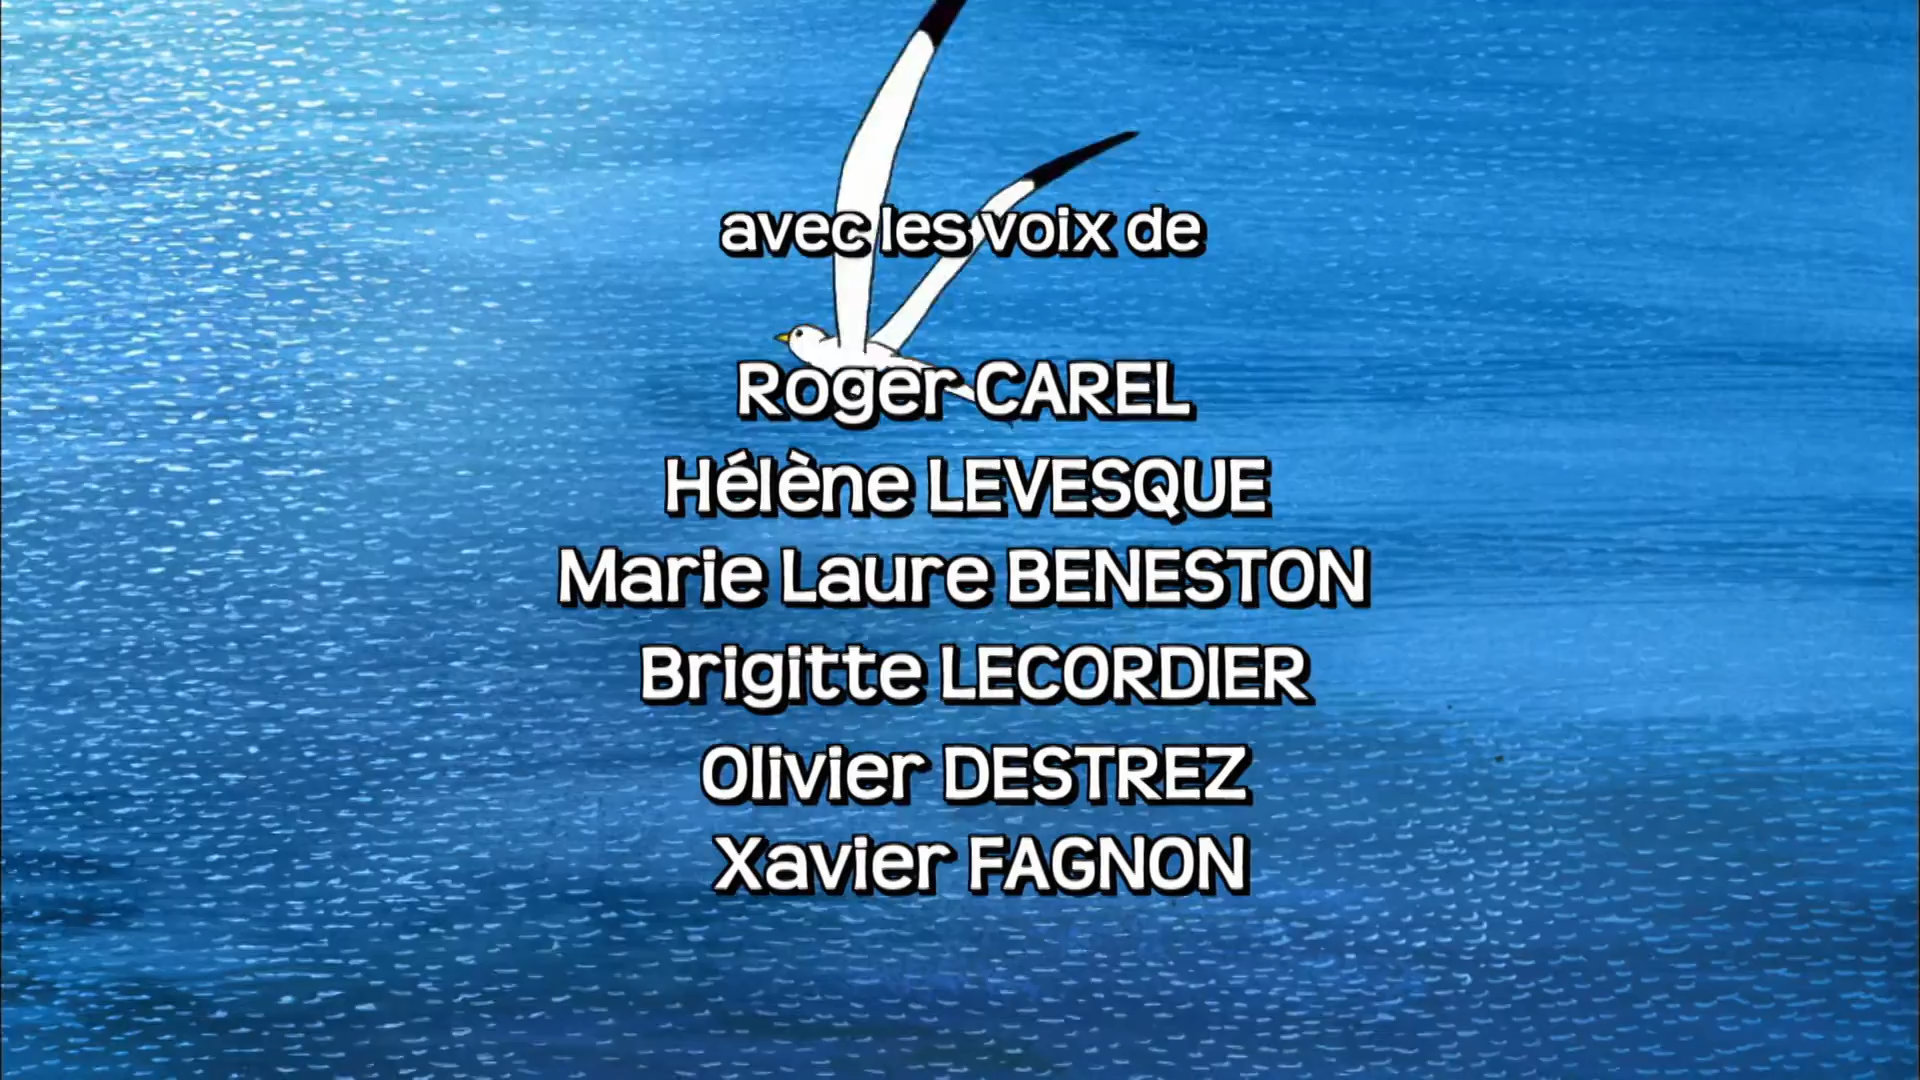 avec les voix de
Roger CAREL
Hélène LEVESQUE
Marie Laure BENESTON
Brigitte LECORDIER
Olivier DESTREZ
Xavier FAGNON